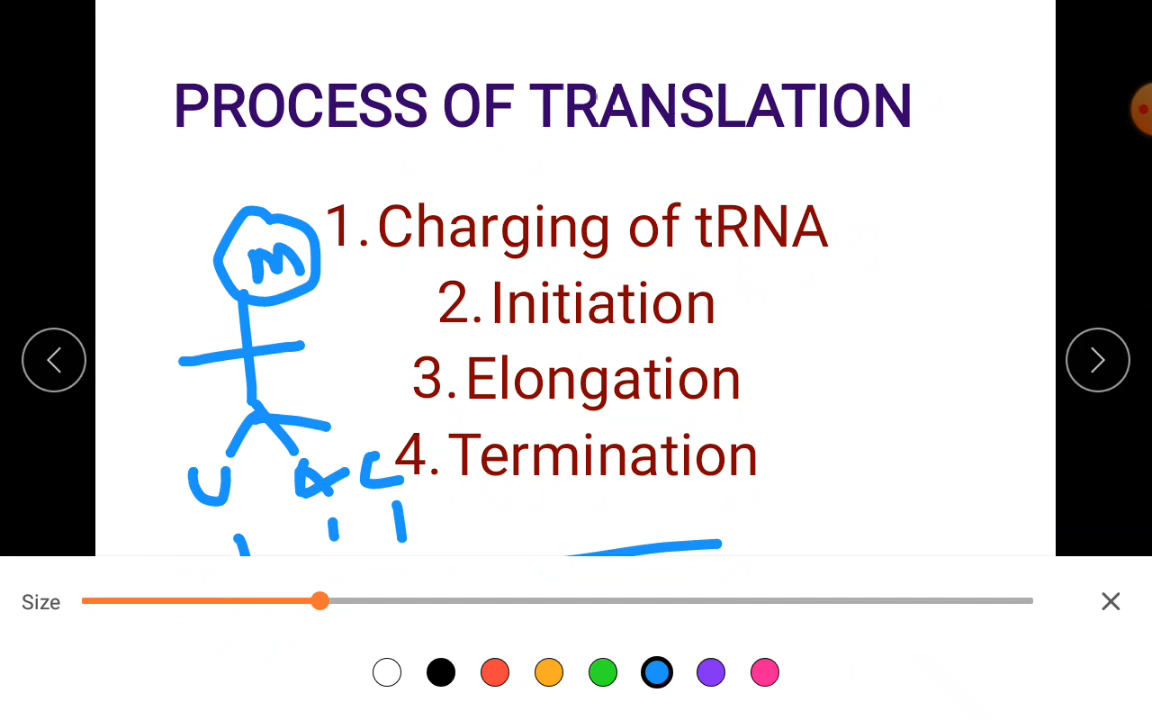 PROCESS OF TRANSLATION
1. Charging of tRNA
m
2. Initiation
3. Elongation
4. Termination
U A C
Size